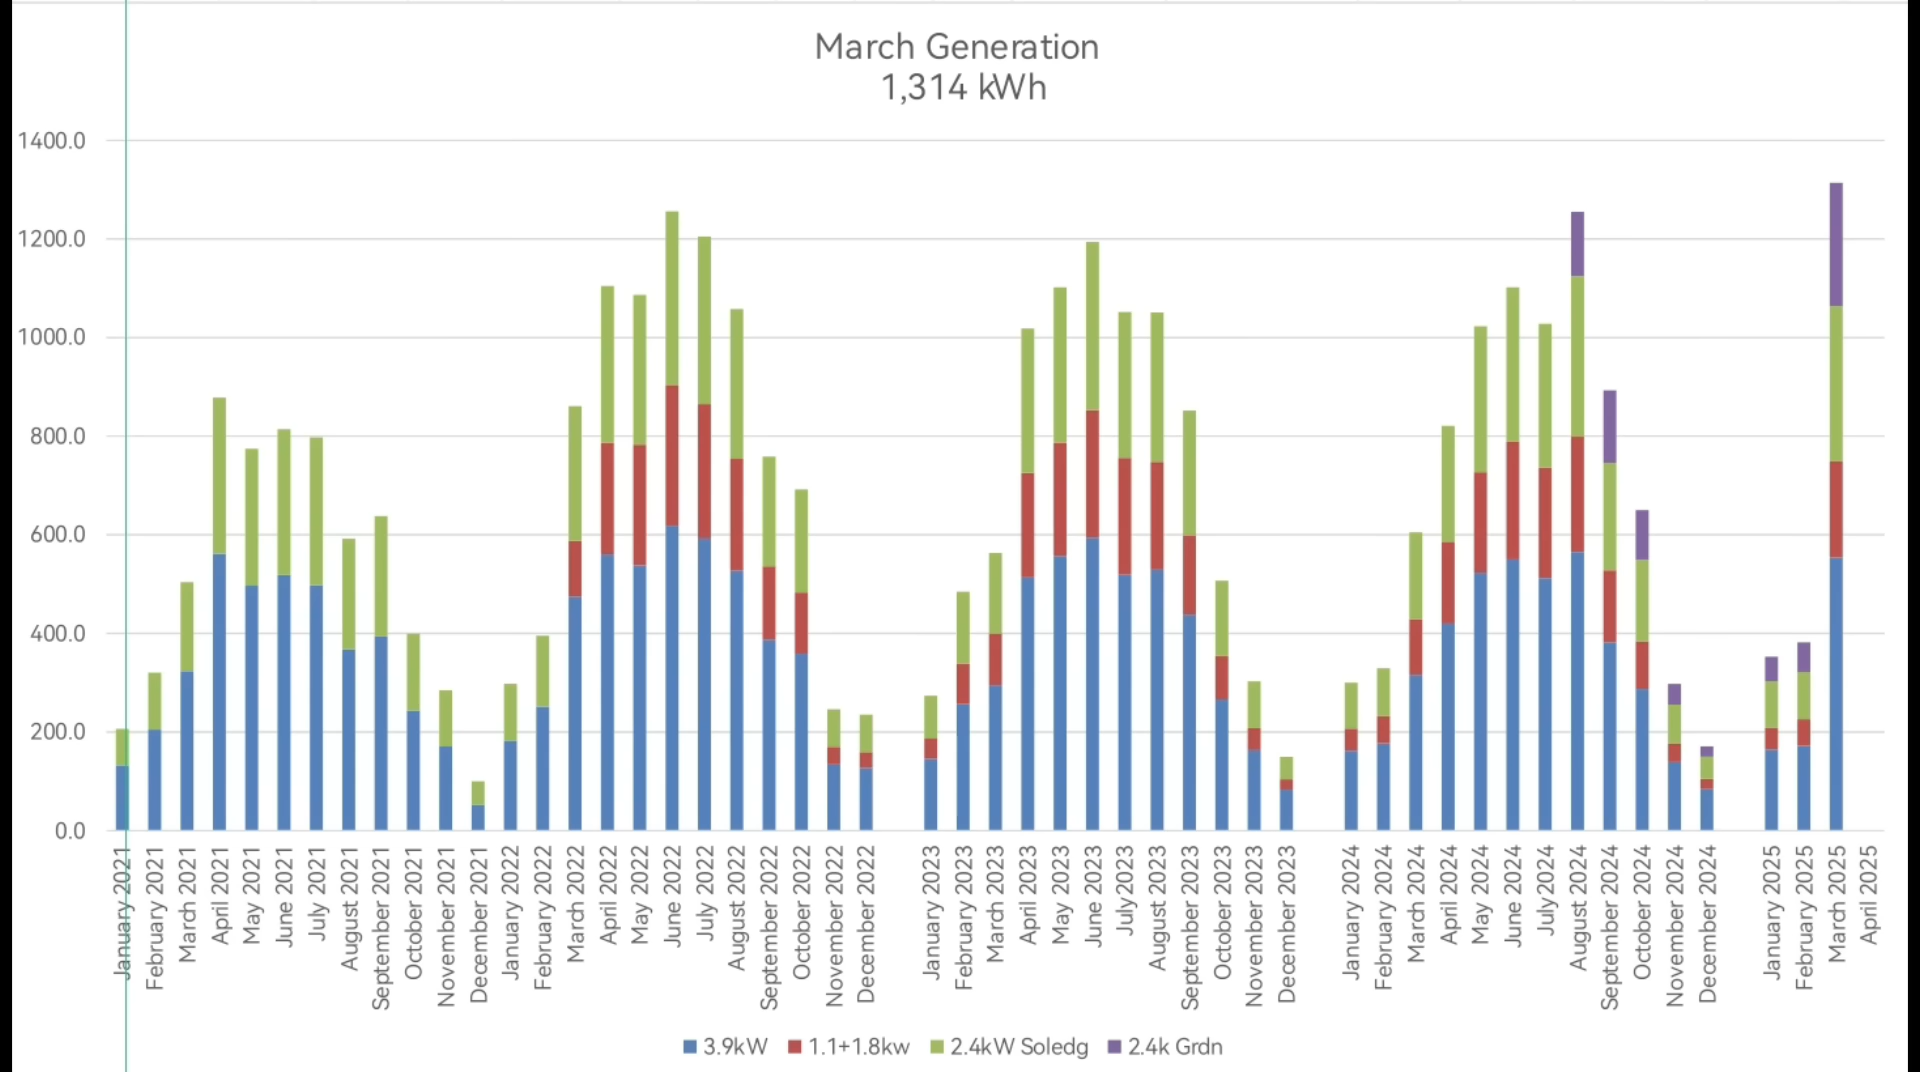 March Generation
1,314 kWh
1400.0
1200.0
1000.0
800.0
600.0
400.0
200.0
0.0
January 2021
February 2021
March 2021
April 2021
May 2021
June 2021
July 2021
August 2021
September 2021
October 2021
November 2021
December 2021
January 2022
February 2022
March 2022
April 2022
May 2022
June 2022
July 2022
August 2022
September 2022
October 2022
November 2022
December 2022
January 2023
February 2023
March 2023
April 2023
May 2023
June 2023
July2023
August 2023
September 2023
October 2023
November 2023
December 2023
January 2024
February 2024
March 2024
April 2024
May 2024
June 2024
July2024
August 2024
September 2024
October 2024
November 2024
December 2024
January 2025
February 2025
March 2025
April 2025
3.9kW
1.1+1.8kw
2.4kW Soledg
2.4k Grdn